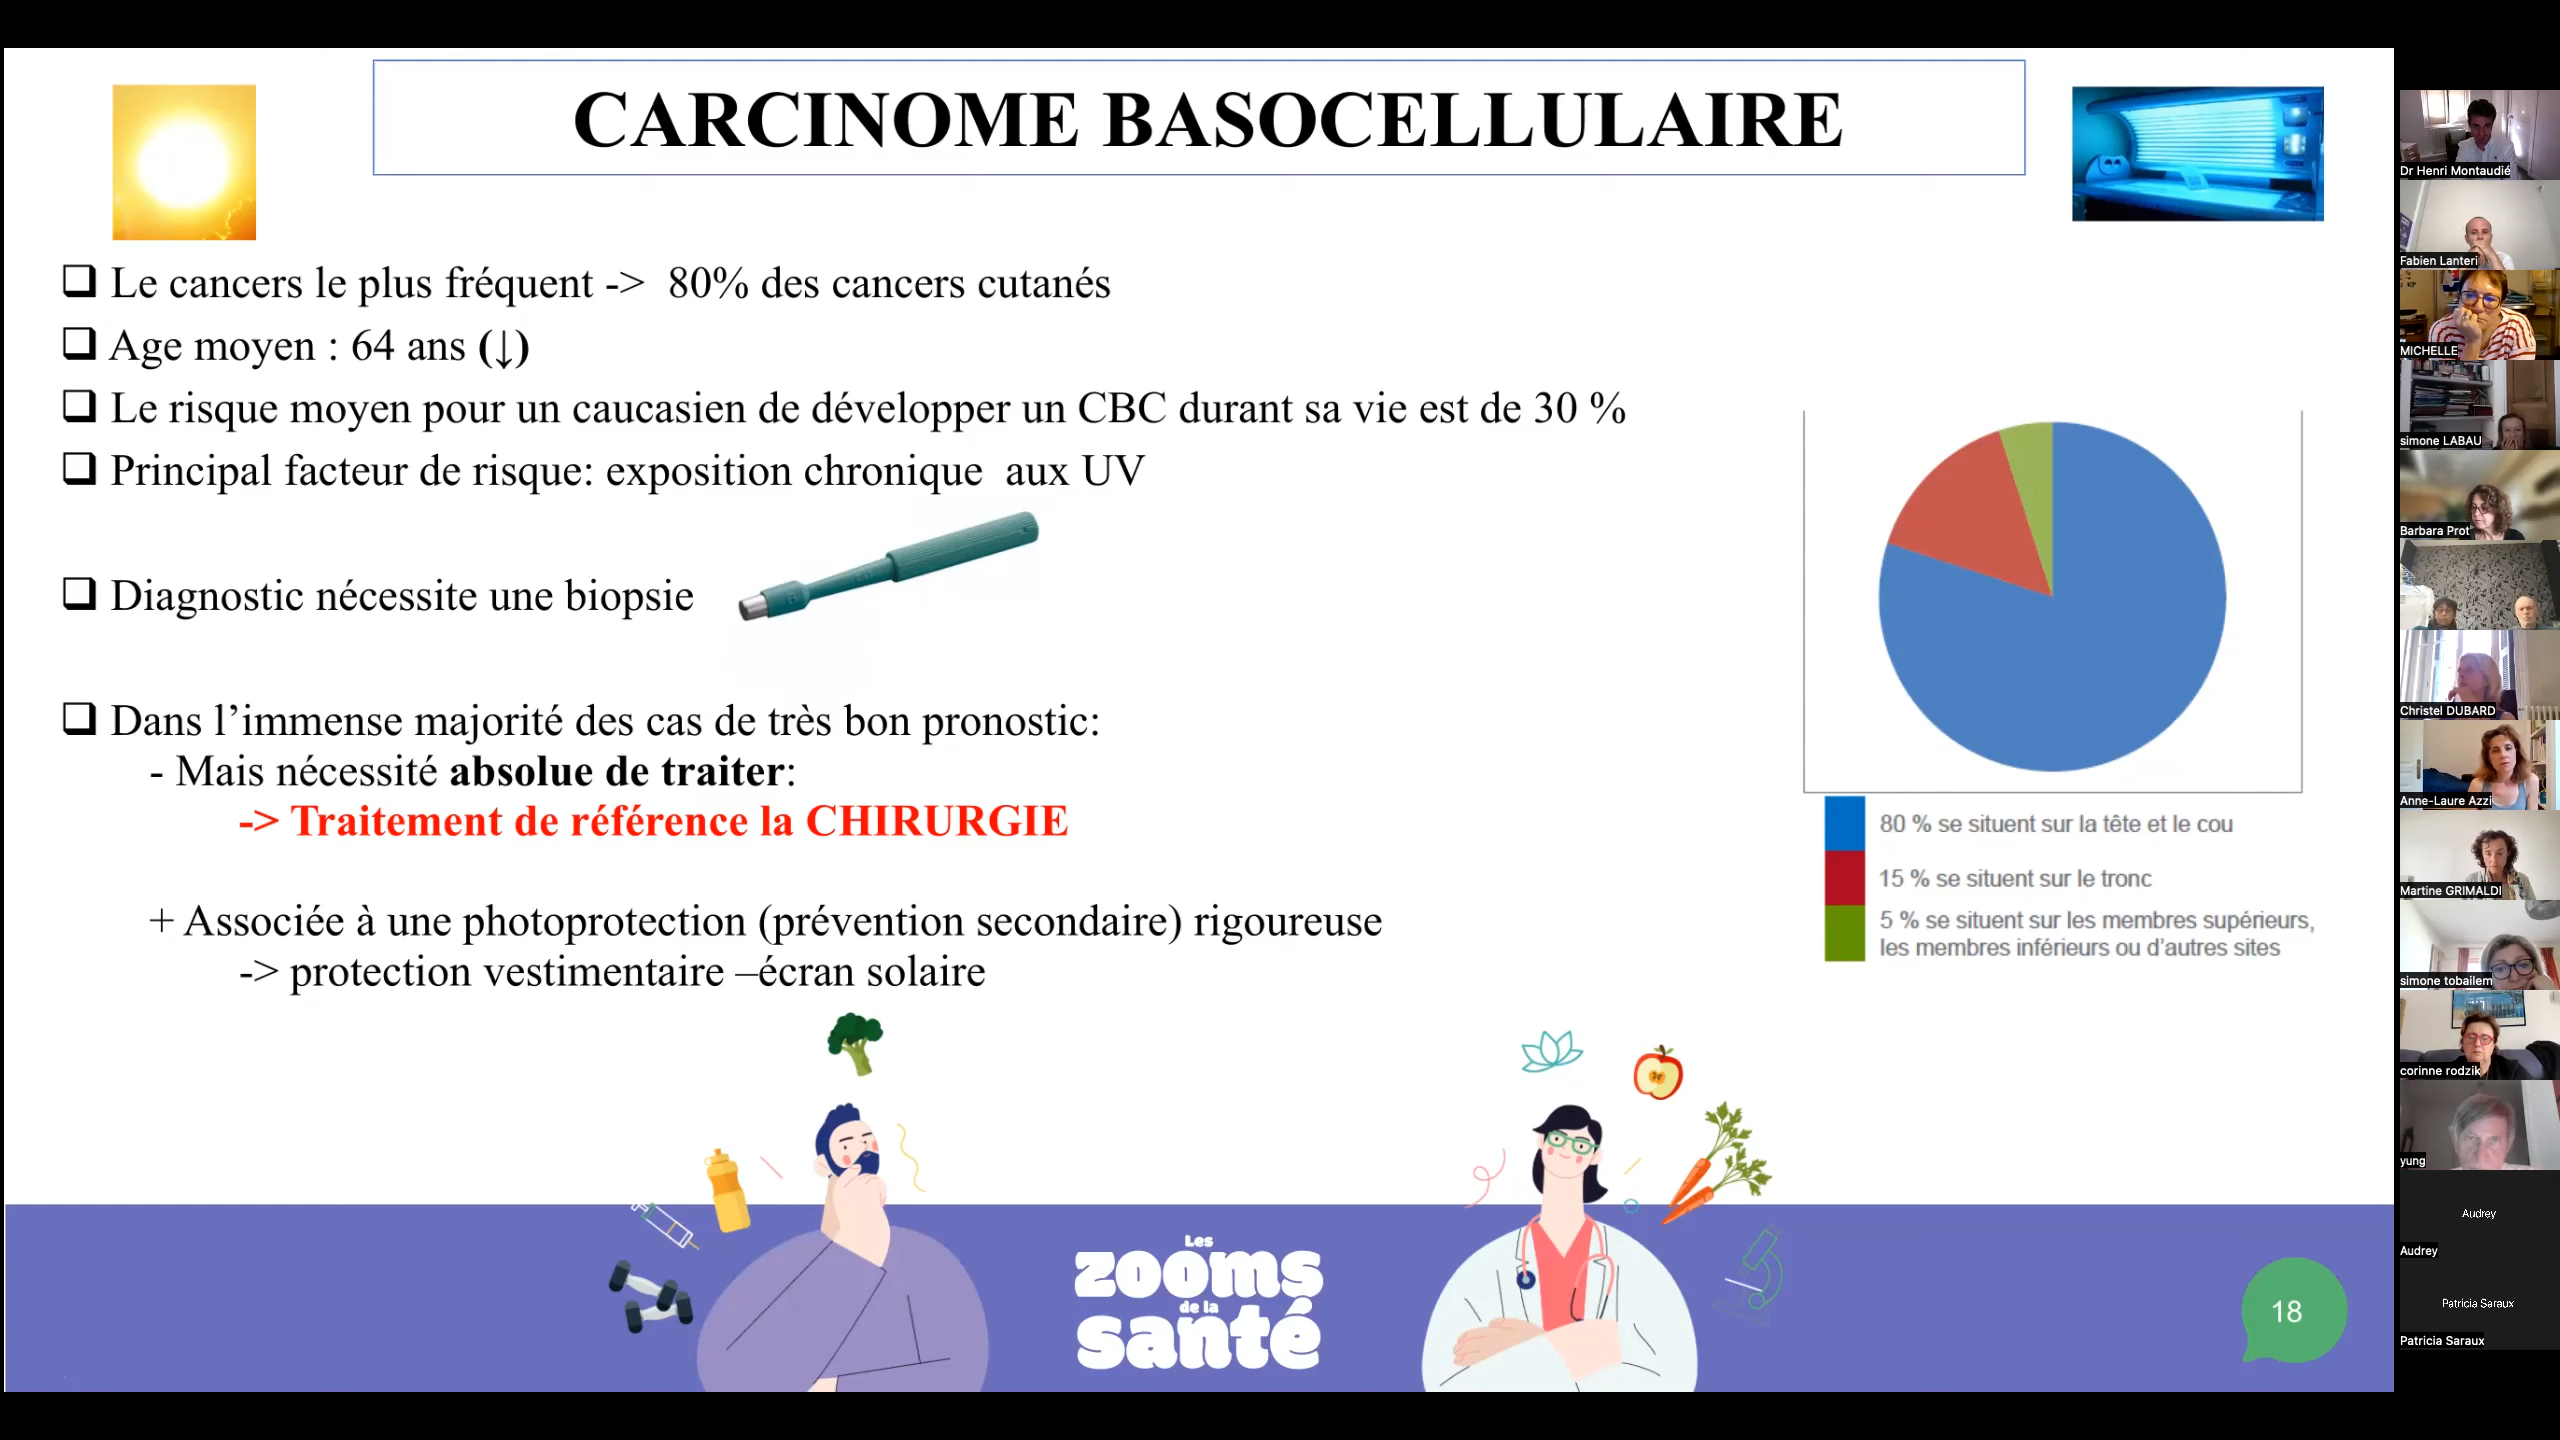 CARCINOME BASOCELLULAIRE
Le cancers le plus fréquent -> 80% des cancers cutanés
Age moyen : 64 ans (↓)
Le risque moyen pour un caucasien de développer un CBC durant sa vie est de 30 %
Principal facteur de risque: exposition chronique aux UV
Diagnostic nécessite une biopsie
Dans l’immense majorité des cas de très bon pronostic:
- Mais nécessité absolue de traiter:
-> Traitement de référence la CHIRURGIE
+ Associée à une photoprotection (prévention secondaire) rigoureuse
-> protection vestimentaire –écran solaire
80 % se situent sur la tête et le cou
15 % se situent sur le tronc
5 % se situent sur les membres supérieurs,
les membres inférieurs ou d’autres sites
Les
zooms
de la
santé
18
Dr Henri Montaudié
Fabien Lanteri
MICHELLE
simone LABAU
Barbara Prot
Christel DUBARD
Anne-Laure Azzi
Martine GRIMALDI
simone tobailem
corinne rodzik
yung
Audrey
Audrey
Patricia Saraux
Patricia Saraux